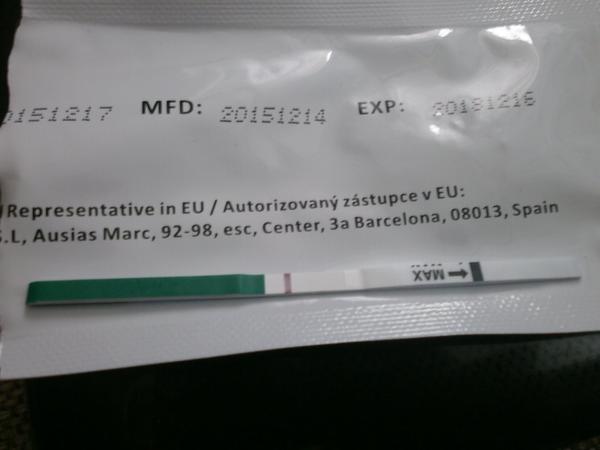 0151217 MFD: 20151214 EXP: 20181216
Representative in EU / Autorizovaný zástupce v EU:
S.L, Ausias Marc, 92-98, esc, Center, 3a Barcelona, 08013, Spain
MAX